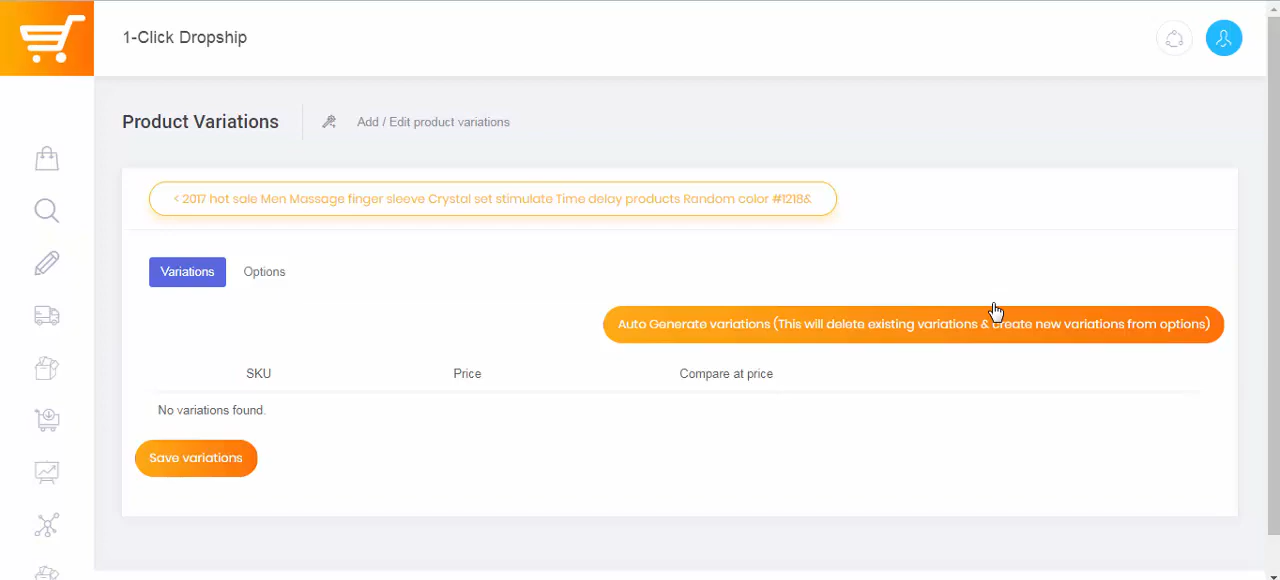 1-Click Dropship
Product Variations
Add / Edit product variations
< 2017 hot sale Men Massage finger sleeve Crystal set stimulate Time delay products Random color #1218&
Variations
Options
Auto Generate variations (This will delete existing variations & create new variations from options)
SKU Price Compare at price
No variations found.
Save variations